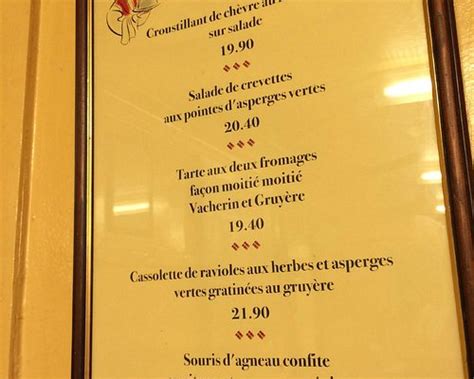 Croustillant de chèvre au
sur salade
19.90
Salade de crevettes
aux pointes d'asperges vertes
20.40
Tarte aux deux fromages
façon moitié moitié
Vacherin et Gruyère
19.40
Cassolette de ravioles aux herbes et asperges
vertes gratinées au gruyère
21.90
Souris d'agneau confite